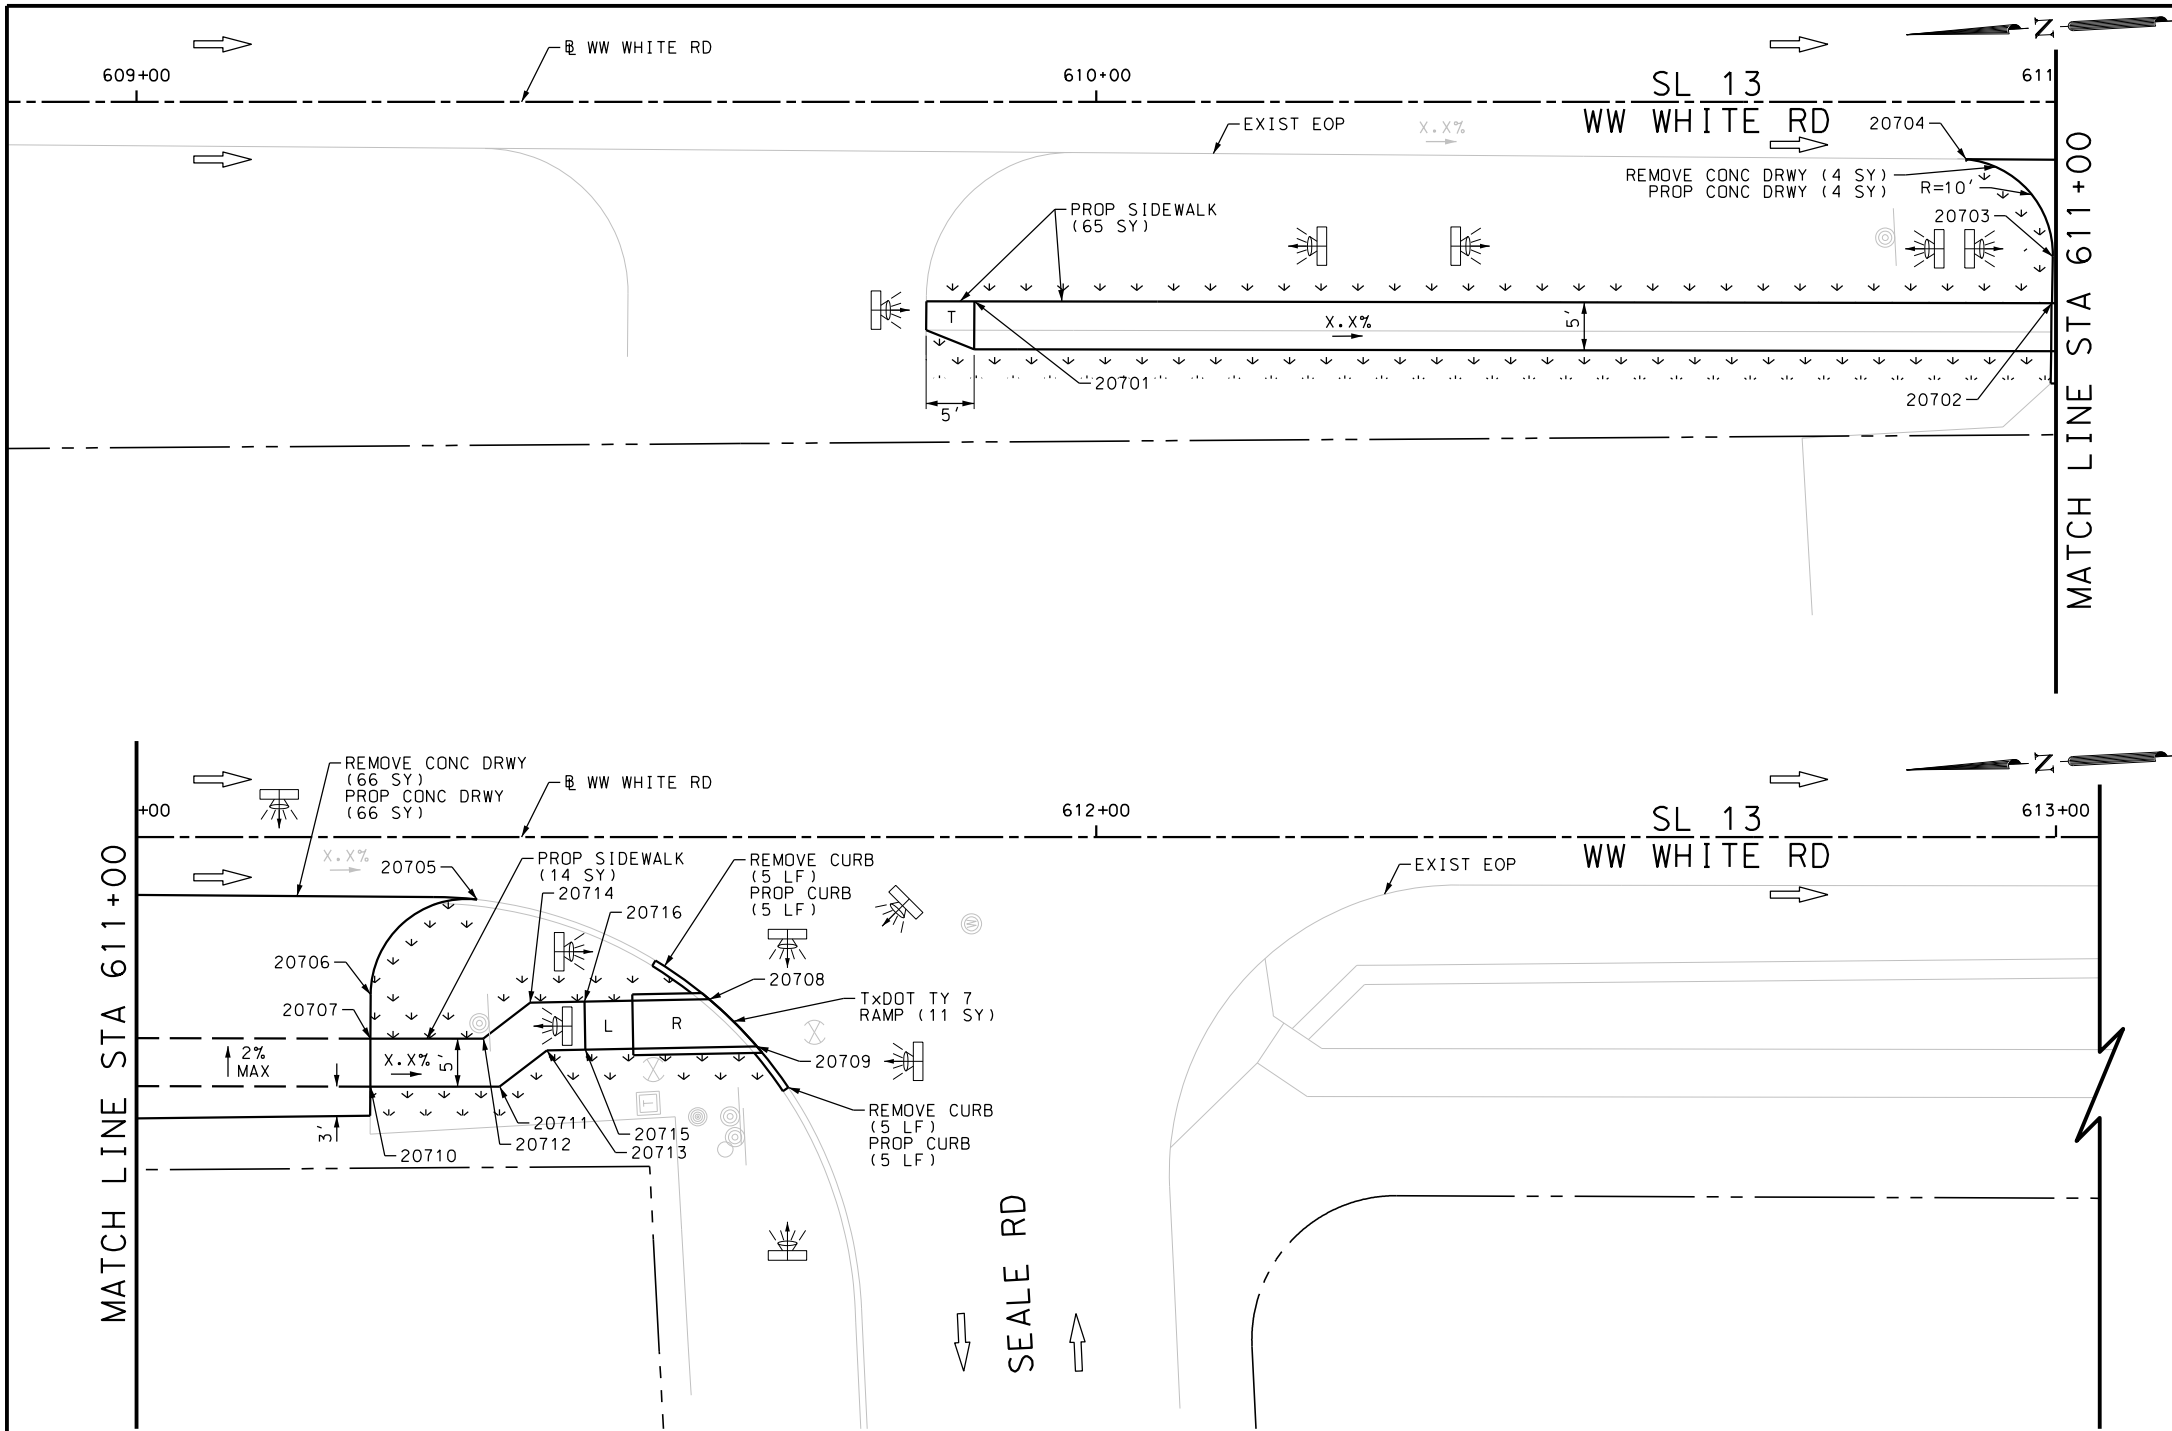 Z
℄ WW WHITE RD
609+00
610+00
611
SL 13
WW WHITE RD
EXIST EOP
X.X%
20704
REMOVE CONC DRWY (4 SY)
PROP CONC DRWY (4 SY)
R=10'
20703
PROP SIDEWALK
(65 SY)
T
X.X%
5'
20701
5'
20702
MATCH LINE STA 611+00
Z
REMOVE CONC DRWY
(66 SY)
PROP CONC DRWY
(66 SY)
℄ WW WHITE RD
+00
612+00
613+00
SL 13
WW WHITE RD
EXIST EOP
X.X%
20705
PROP SIDEWALK
(14 SY)
20714
20716
REMOVE CURB
(5 LF)
PROP CURB
(5 LF)
W
20706
20708
20707
TxDOT TY 7
RAMP (11 SY)
L
R
2%
MAX
X.X%
5'
20709
T
REMOVE CURB
(5 LF)
PROP CURB
(5 LF)
3'
20711
20715
20712
20713
20710
MATCH LINE STA 611+00
SEALE RD